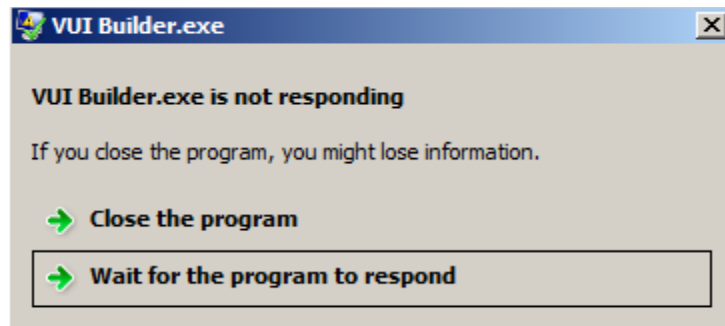 VUI Builder.exe
VUI Builder.exe is not responding
If you close the program, you might lose information.
Close the program
Wait for the program to respond